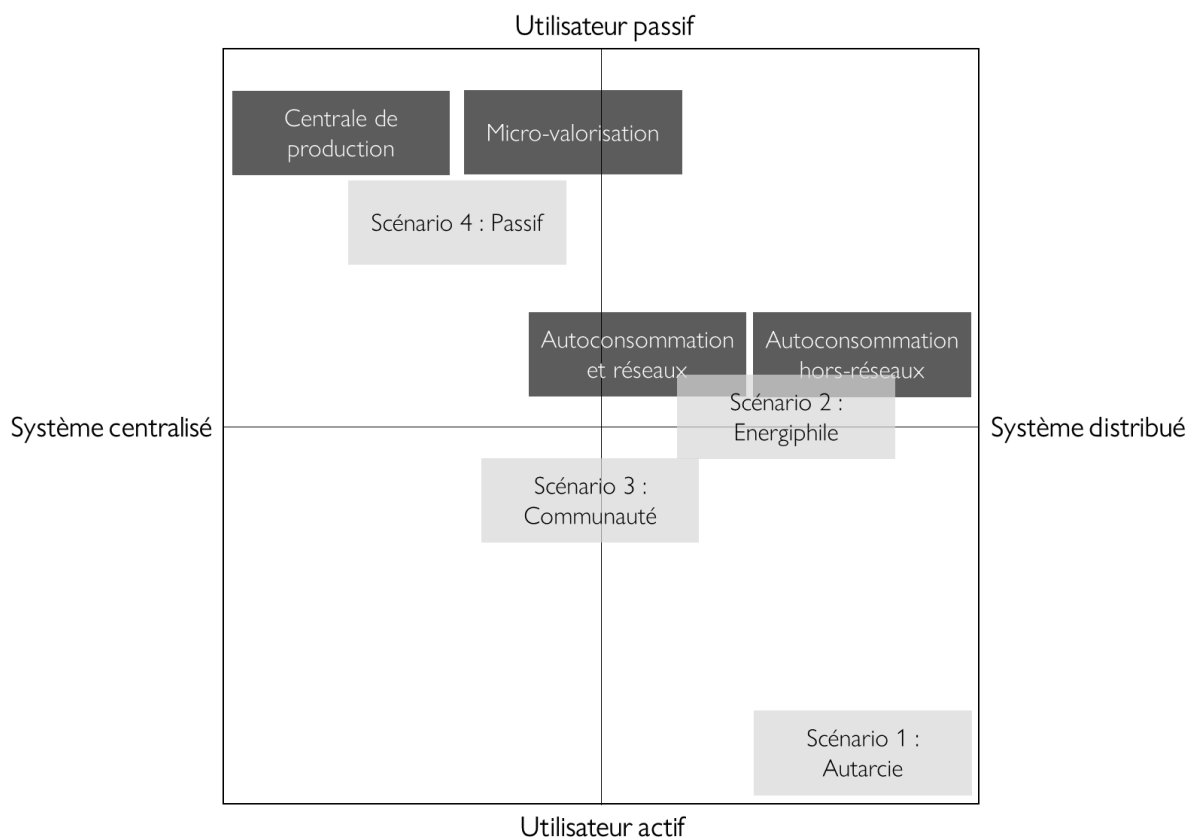 Utilisateur passif
Centrale de
production
Micro-valorisation
Scénario 4 : Passif
Autoconsommation
et réseaux
Autoconsommation
hors-réseaux
Scénario 2 :
Energiphile
Système centralisé
Système distribué
Scénario 3 :
Communauté
Scénario 1 :
Autarcie
Utilisateur actif